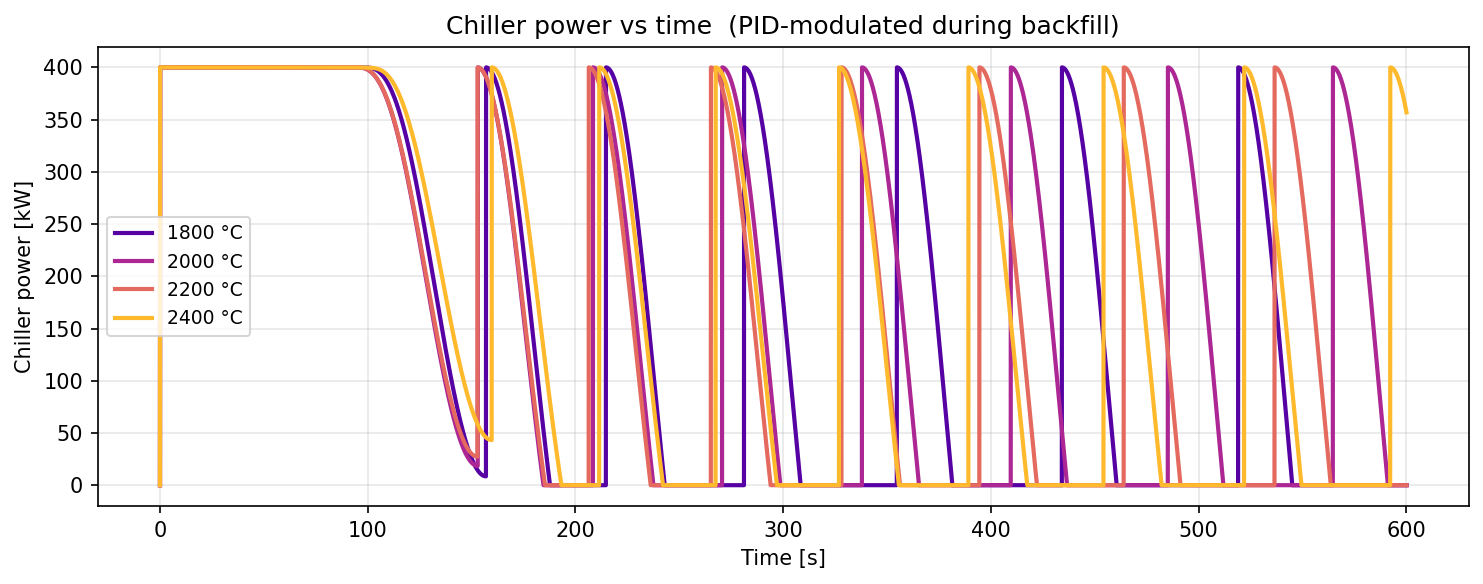 Chiller power vs time (PID-modulated during backfill)
Chiller power [kW]
400
350
300
250
200
150
100
50
0
1800 °C
2000 °C
2200 °C
2400 °C
0 100 200 300 400 500 600
Time [s]